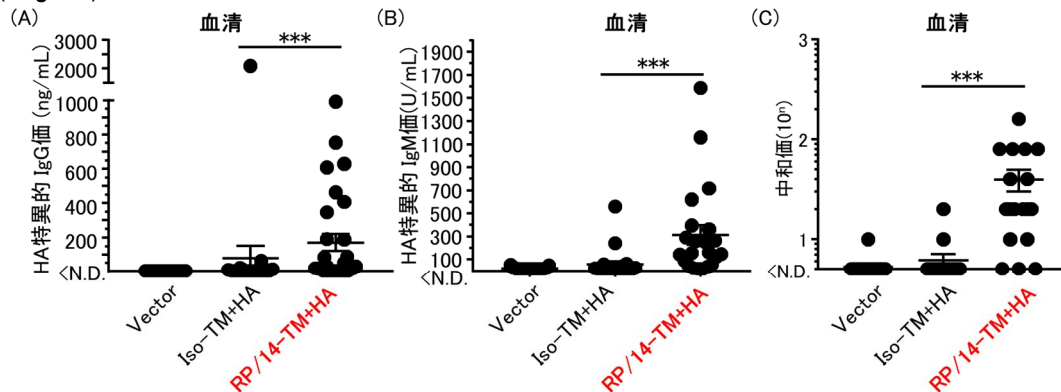 (A)
血清
***
HA特異的 IgG価 (ng/mL)
3000
2000
1000
800
600
400
200
<N.D.
Vector
Iso-TM+HA
RP/14-TM+HA
(B)
血清
***
HA特異的 IgM価(U/mL)
1900
1700
1500
1300
1100
900
700
500
300
100
<N.D.
Vector
Iso-TM+HA
RP/14-TM+HA
(C)
血清
***
中和価(10ⁿ)
3
2
1
<N.D.
Vector
Iso-TM+HA
RP/14-TM+HA